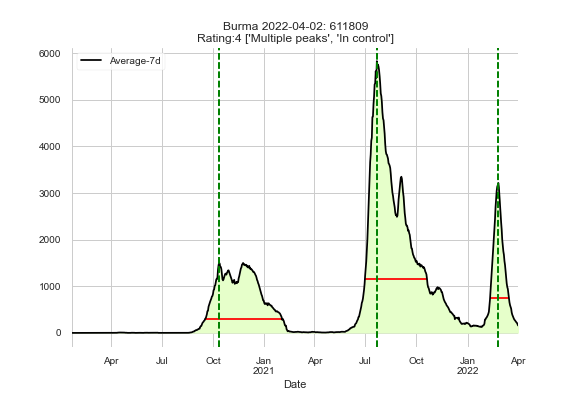 Burma 2022-04-02: 611809
Rating:4 ['Multiple peaks', 'In control']
Average-7d
6000
5000
4000
3000
2000
1000
0
Apr Jul Oct Jan Apr Jul Oct Jan Apr
2021 2022
Date